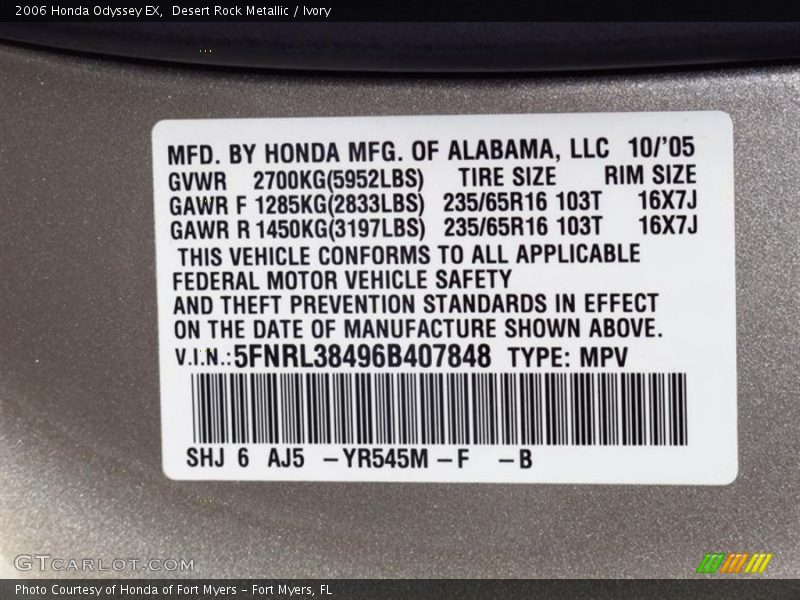 2006 Honda Odyssey EX,  Desert Rock Metallic / Ivory
MFD. BY HONDA MFG. OF ALABAMA, LLC 10/'05
GVWR 2700KG(5952LBS) TIRE SIZE RIM SIZE
GAWR F 1285KG(2833LBS) 235/65R16 103T 16X7J
GAWR R 1450KG(3197LBS) 235/65R16 103T 16X7J
THIS VEHICLE CONFORMS TO ALL APPLICABLE
FEDERAL MOTOR VEHICLE SAFETY
AND THEFT PREVENTION STANDARDS IN EFFECT
ON THE DATE OF MANUFACTURE SHOWN ABOVE.
V.I.N.:5FNRL38496B407848 TYPE: MPV
SHJ 6 AJ5 –YR545M–F –B
GTCARLOT.COM
Photo Courtesy of Honda of Fort Myers - Fort Myers, FL